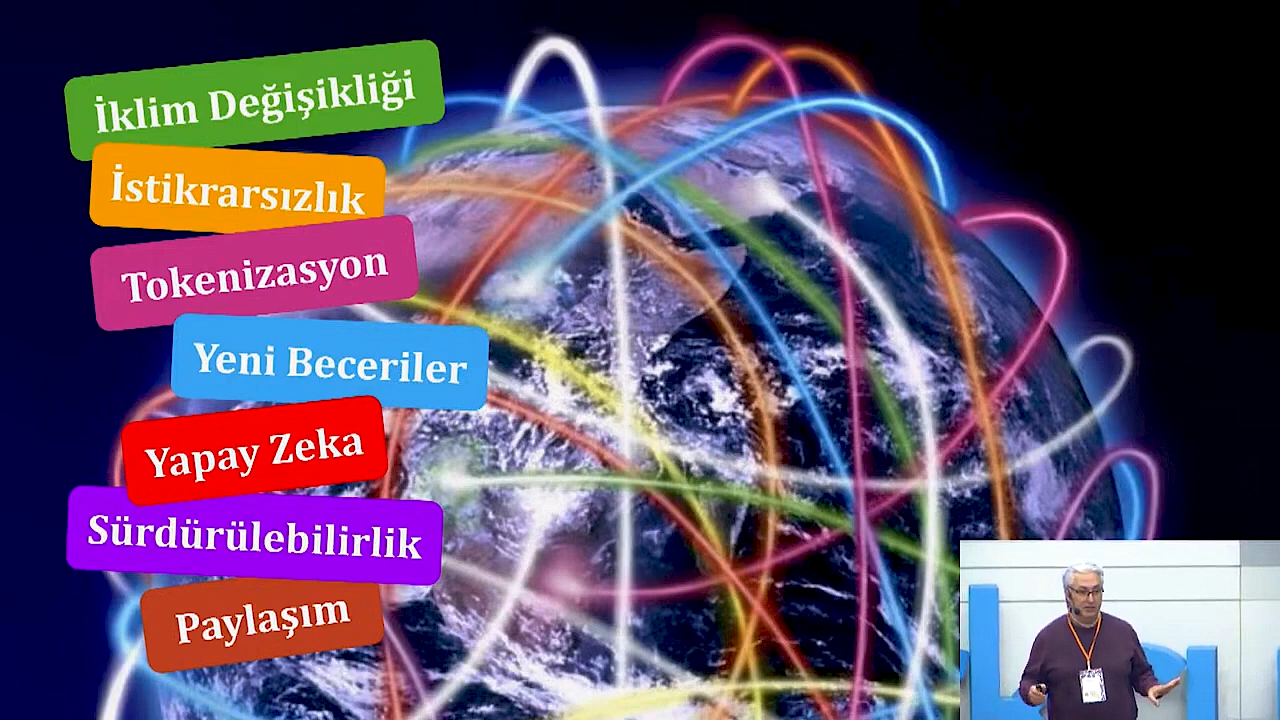 İklim Değişikliği
İstikrarsızlık
Tokenizasyon
Yeni Beceriler
Yapay Zeka
Sürdürülebilirlik
Paylaşım